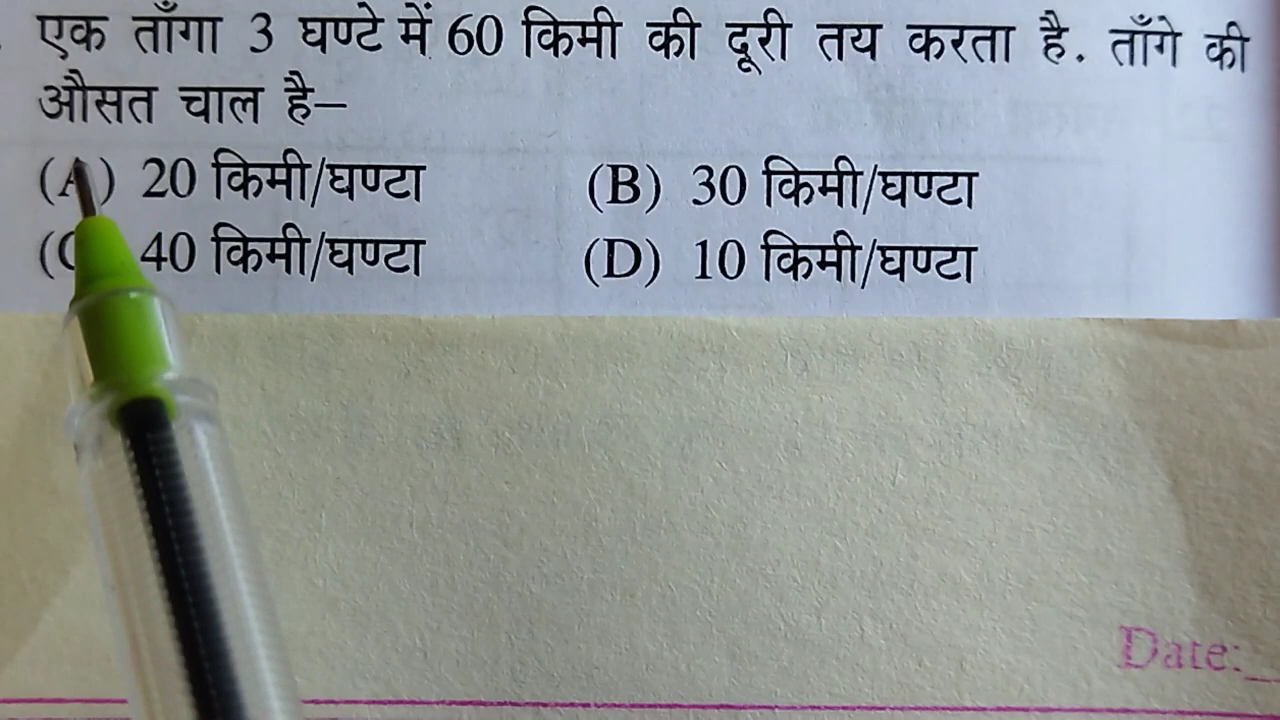 एक ताँगा 3 घण्टे में 60 किमी की दूरी तय करता है. ताँगे की
औसत चाल है–
(A) 20 किमी/घण्टा (B) 30 किमी/घण्टा
(C 40 किमी/घण्टा (D) 10 किमी/घण्टा
Date: